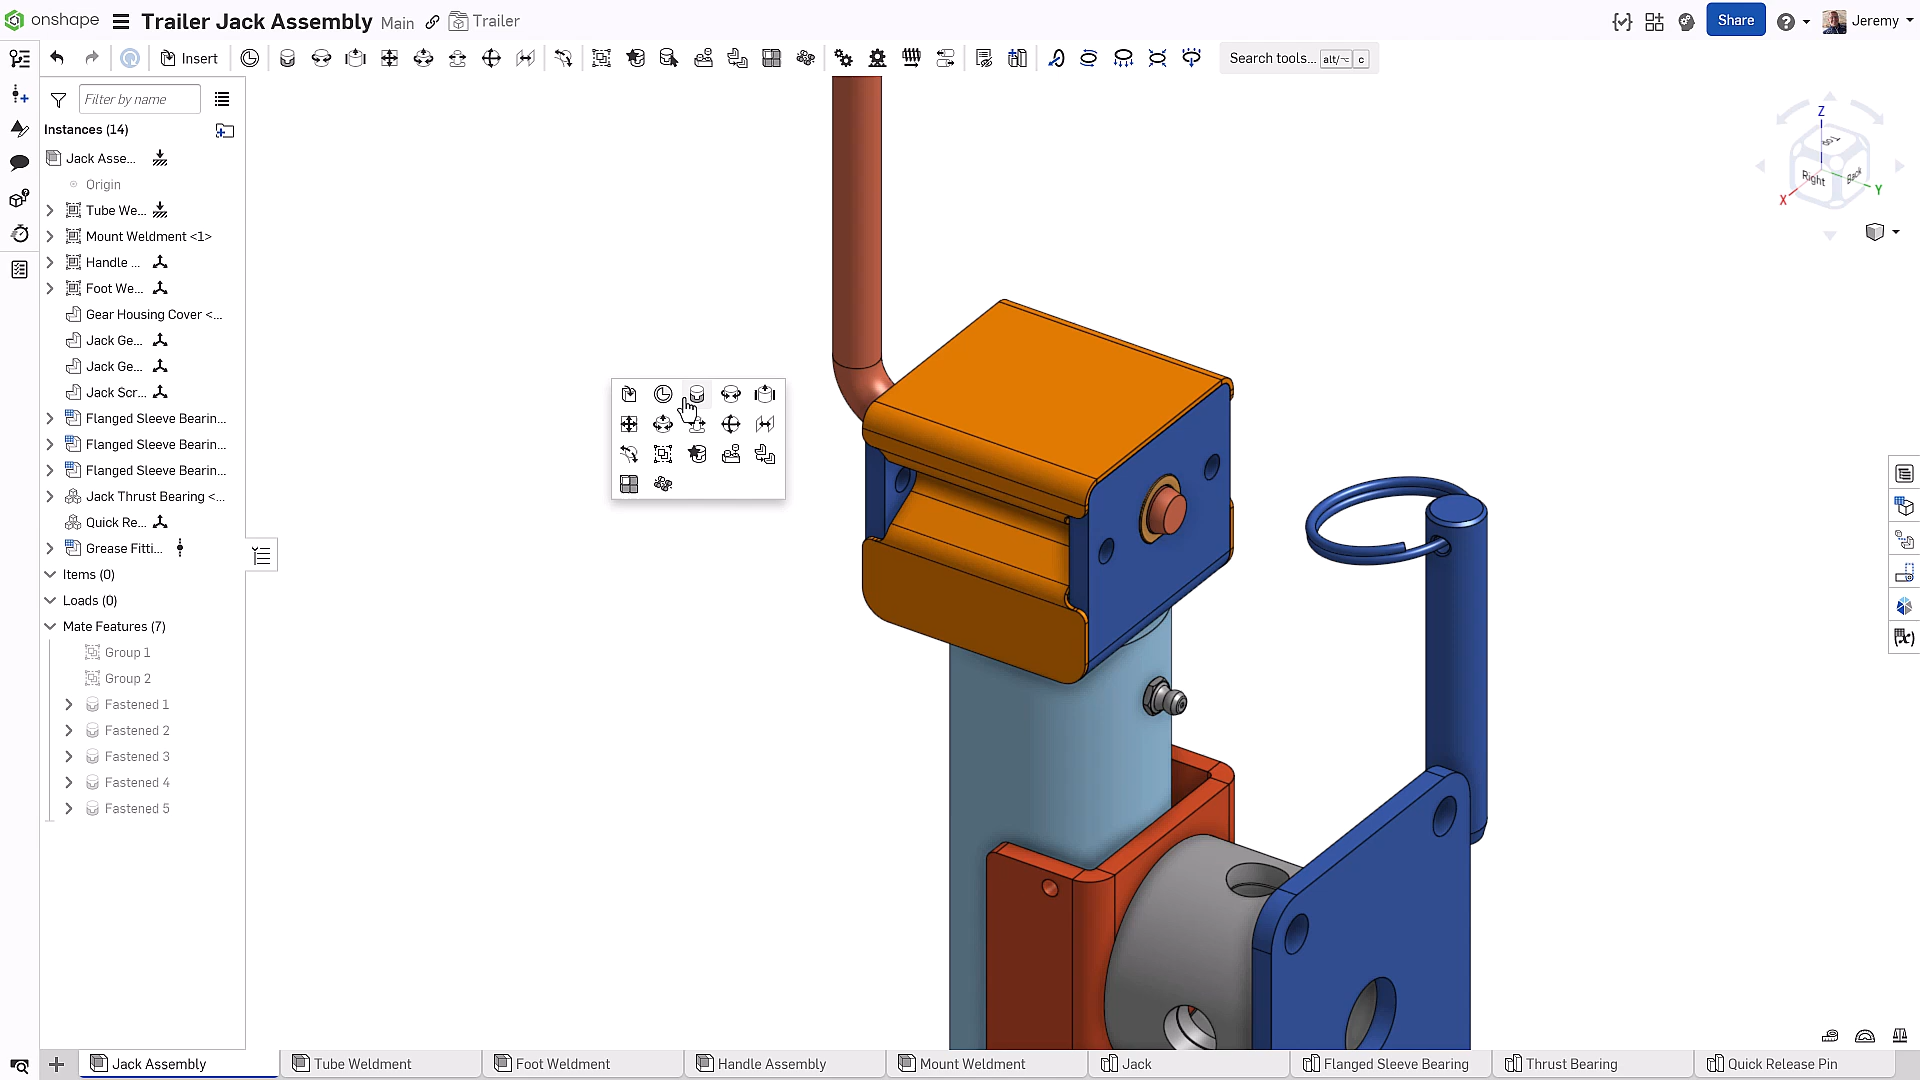 onshape Trailer Jack Assembly Main Trailer Share Jeremy
Insert Search tools... alt/⌥ c
Filter by name
Instances (14)
Jack Asse...
Origin
Tube We...
Mount Weldment <1>
Handle ...
Foot We...
Gear Housing Cover <...
Jack Ge...
Jack Ge...
Jack Scr...
Flanged Sleeve Bearin...
Flanged Sleeve Bearin...
Flanged Sleeve Bearin...
Jack Thrust Bearing <...
Quick Re...
Grease Fitti...
Items (0)
Loads (0)
Mate Features (7)
Group 1
Group 2
Fastened 1
Fastened 2
Fastened 3
Fastened 4
Fastened 5
Z
Top
Right
Back
X
Y
(x)
Jack Assembly Tube Weldment Foot Weldment Handle Assembly Mount Weldment Jack Flanged Sleeve Bearing Thrust Bearing Quick Release Pin